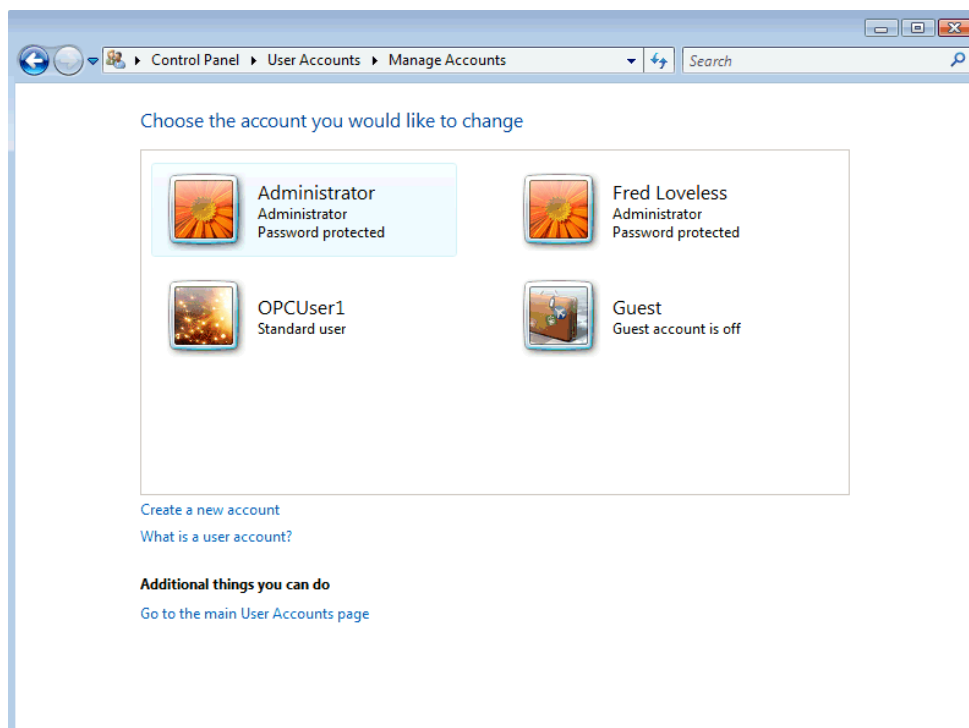 Control Panel User Accounts Manage Accounts Search
Choose the account you would like to change
Administrator
Administrator
Password protected
Fred Loveless
Administrator
Password protected
OPCUser1
Standard user
Guest
Guest account is off
Create a new account
What is a user account?
Additional things you can do
Go to the main User Accounts page